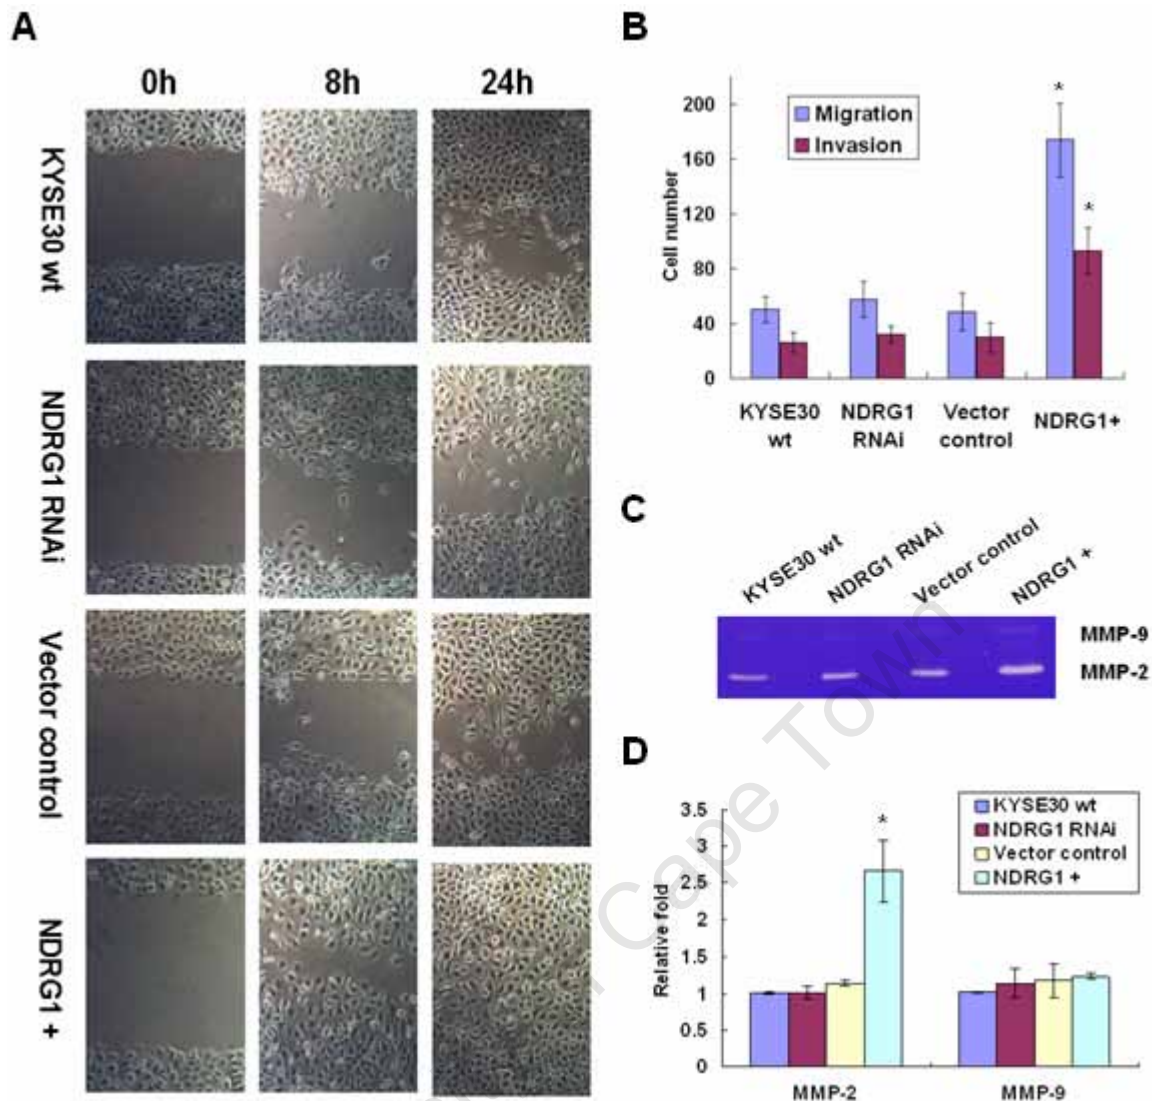 A
0h 8h 24h
KYSE30 wt
NDRG1 RNAi
Vector control
NDRG1 +
B
Migration
Invasion
Cell number
200
160
120
80
40
0
*
*
KYSE30 wt
NDRG1 RNAi
Vector control
NDRG1+
C
KYSE30 wt
NDRG1 RNAi
Vector control
NDRG1 +
MMP-9
MMP-2
D
KYSE30 wt
NDRG1 RNAi
Vector control
NDRG1 +
Relative fold
3.5
3
2.5
2
1.5
1
0.5
0
*
MMP-2 MMP-9
Cape Town